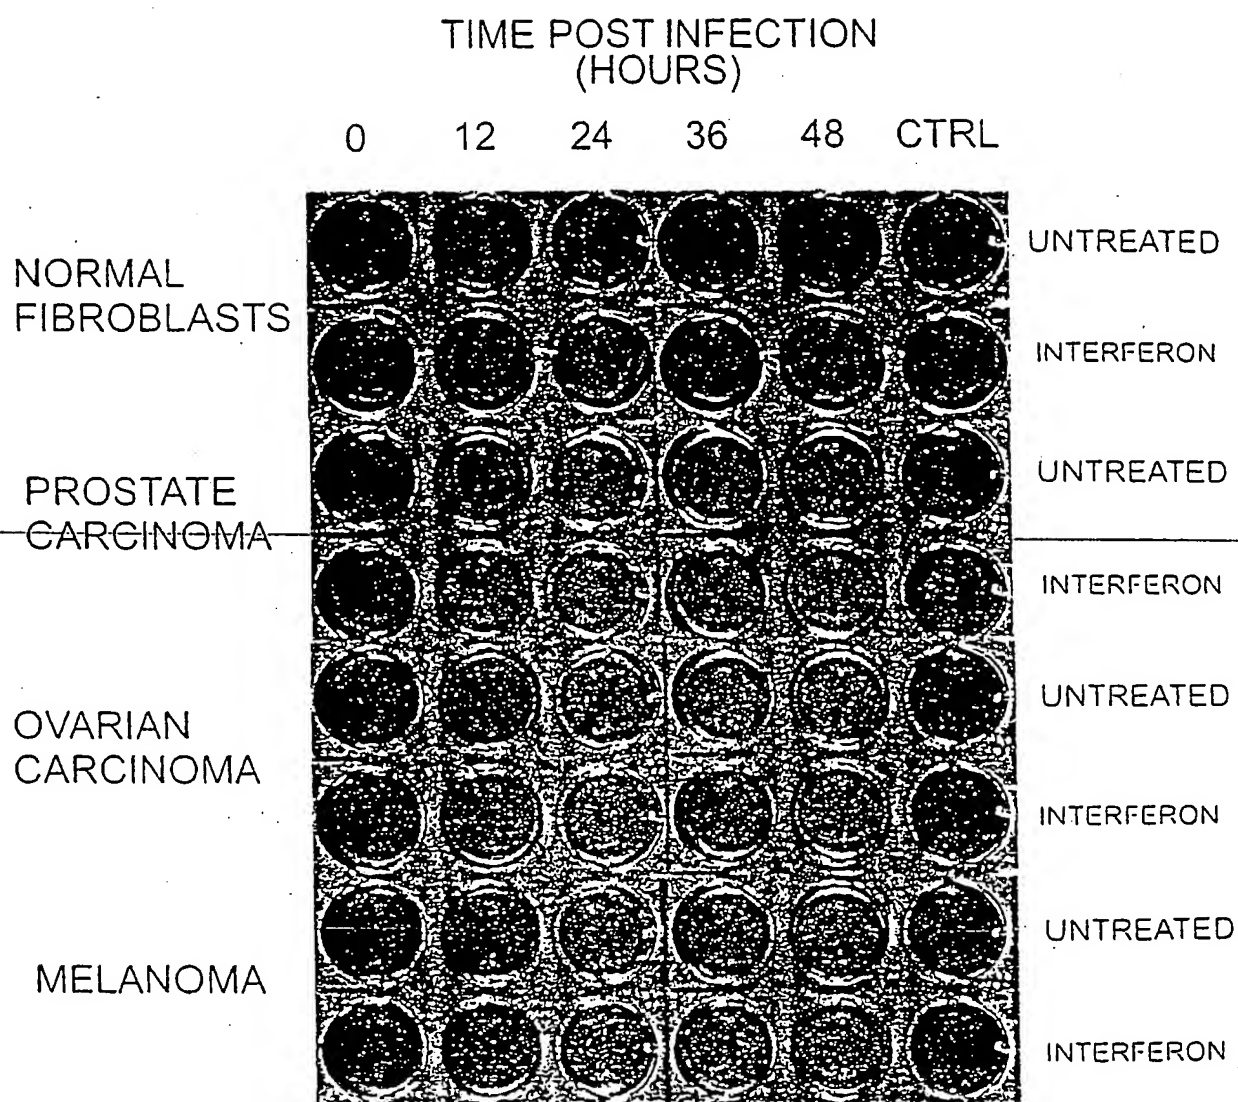 TIME POST INFECTION
(HOURS)
0 12 24 36 48 CTRL
NORMAL
FIBROBLASTS
UNTREATED
INTERFERON
PROSTATE
CARCINOMA
UNTREATED
INTERFERON
OVARIAN
CARCINOMA
UNTREATED
INTERFERON
MELANOMA
UNTREATED
INTERFERON